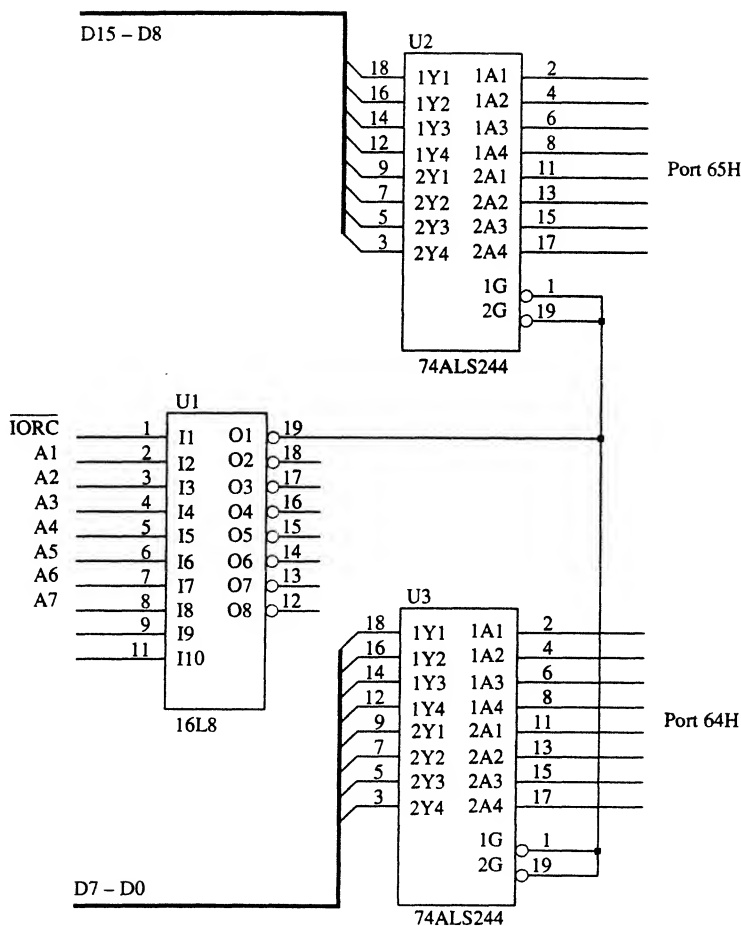 D15 – D8
U2
18 1Y1 1A1 2
16 1Y2 1A2 4
14 1Y3 1A3 6
12 1Y4 1A4 8
9 2Y1 2A1 11
7 2Y2 2A2 13
5 2Y3 2A3 15
3 2Y4 2A4 17
Port 65H
1G 1
2G 19
74ALS244
U1
IORC 1 I1 O1 19
A1 2 I2 O2 18
A2 3 I3 O3 17
A3 4 I4 O4 16
A4 5 I5 O5 15
A5 6 I6 O6 14
A6 7 I7 O7 13
A7 8 I8 O8 12
9 I9
11 I10
16L8
U3
18 1Y1 1A1 2
16 1Y2 1A2 4
14 1Y3 1A3 6
12 1Y4 1A4 8
9 2Y1 2A1 11
7 2Y2 2A2 13
5 2Y3 2A3 15
3 2Y4 2A4 17
Port 64H
1G 1
2G 19
D7 – D0
74ALS244